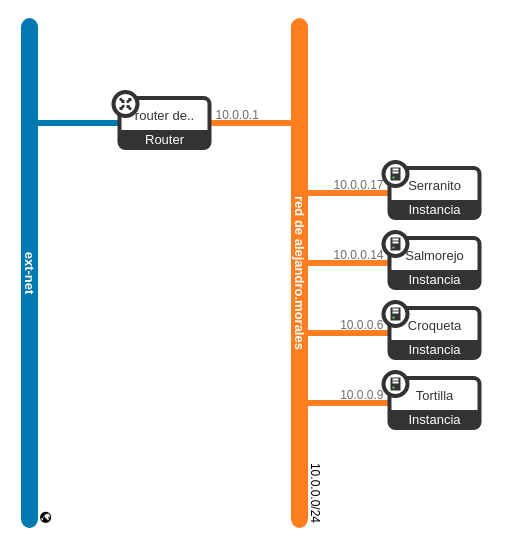 router de..
Router
10.0.0.1
ext-net
red de alejandro.morales
10.0.0.0/24
10.0.0.17
Serranito
Instancia
10.0.0.14
Salmorejo
Instancia
10.0.0.6
Croqueta
Instancia
10.0.0.9
Tortilla
Instancia